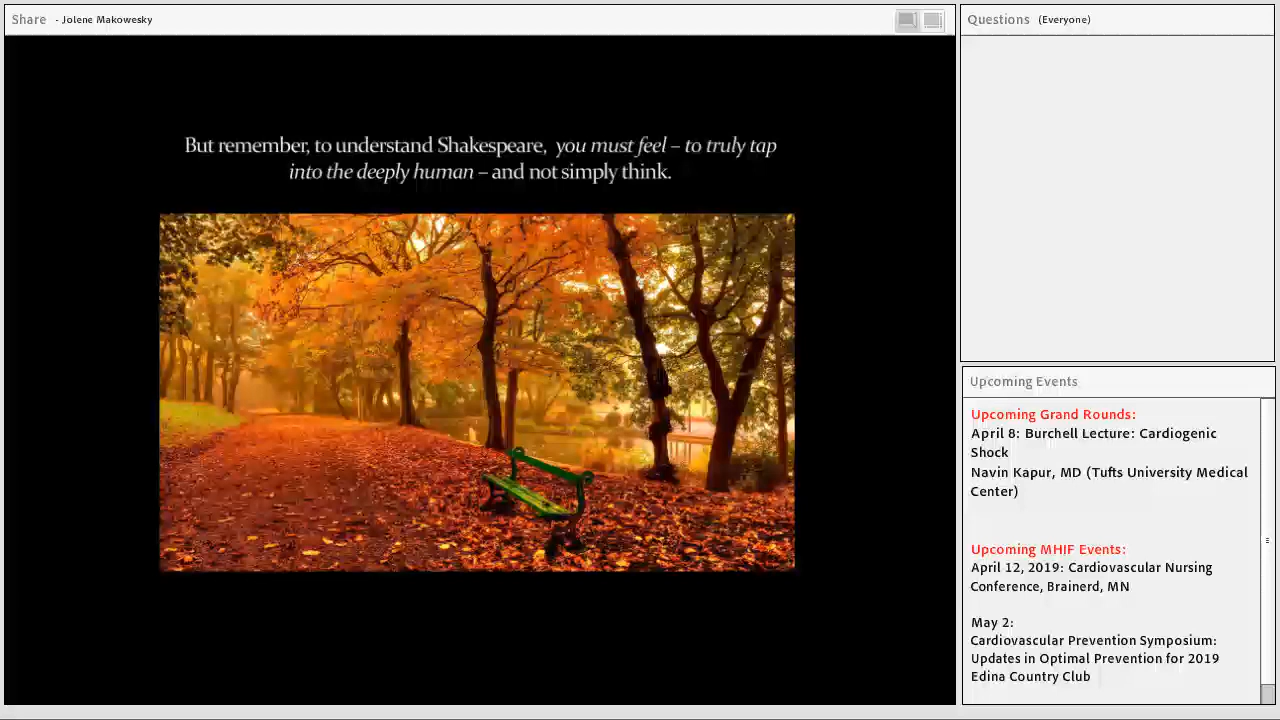 Share - Jolene Makowesky
But remember, to understand Shakespeare, you must feel – to truly tap
into the deeply human – and not simply think.
Questions (Everyone)
Upcoming Events
Upcoming Grand Rounds:
April 8: Burchell Lecture: Cardiogenic
Shock
Navin Kapur, MD (Tufts University Medical
Center)
Upcoming MHIF Events:
April 12, 2019: Cardiovascular Nursing
Conference, Brainerd, MN
May 2:
Cardiovascular Prevention Symposium:
Updates in Optimal Prevention for 2019
Edina Country Club